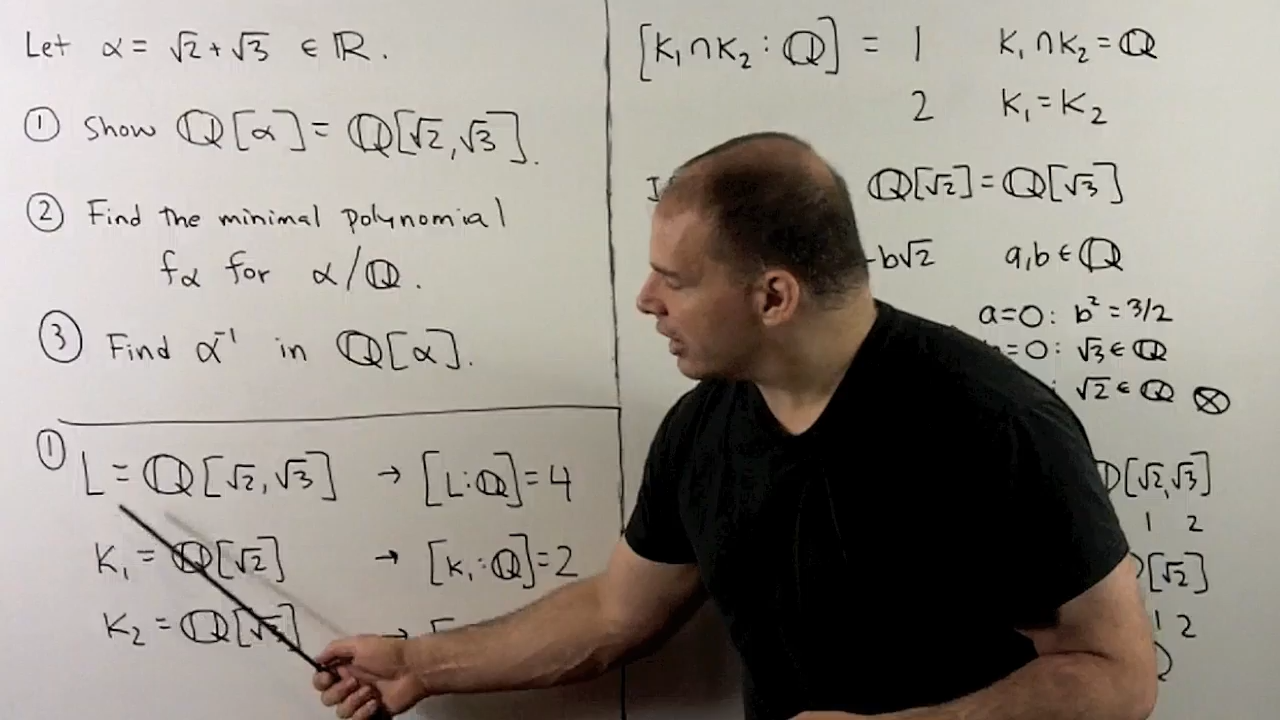 Let α = √2 + √3 ∈ ℝ.
① Show ℚ[α] = ℚ[√2, √3].
② Find the minimal polynomial
fα for α/ℚ.
③ Find α⁻¹ in ℚ[α].
① L = ℚ[√2, √3] → [L:ℚ] = 4
K₁ = ℚ[√2] → [K₁:ℚ] = 2
K₂ = ℚ[√ ] →
[K₁∩K₂ : ℚ] = 1 K₁∩K₂ = ℚ
2 K₁ = K₂
ℚ[√2] = ℚ[√3]
b√2 a,b ∈ ℚ
a=0: b² = 3/2
=0: √3 ∈ ℚ
: √2 ∈ ℚ ⊗
[√2,√3]
1 2
[√2]
1 2